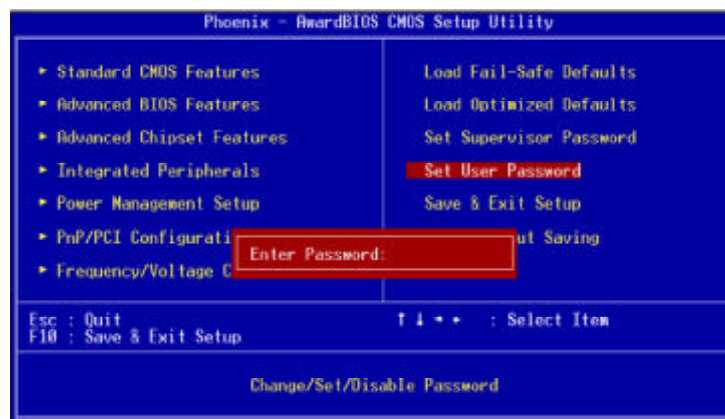 Phoenix - AwardBIOS CMOS Setup Utility
▸ Standard CMOS Features
▸ Advanced BIOS Features
▸ Advanced Chipset Features
▸ Integrated Peripherals
▸ Power Management Setup
▸ PnP/PCI Configurati
▸ Frequency/Voltage C
Load Fail-Safe Defaults
Load Optimized Defaults
Set Supervisor Password
Set User Password
Save & Exit Setup
ut Saving
Enter Password:
Esc : Quit
F10 : Save & Exit Setup
↑ ↓ → ← : Select Item
Change/Set/Disable Password